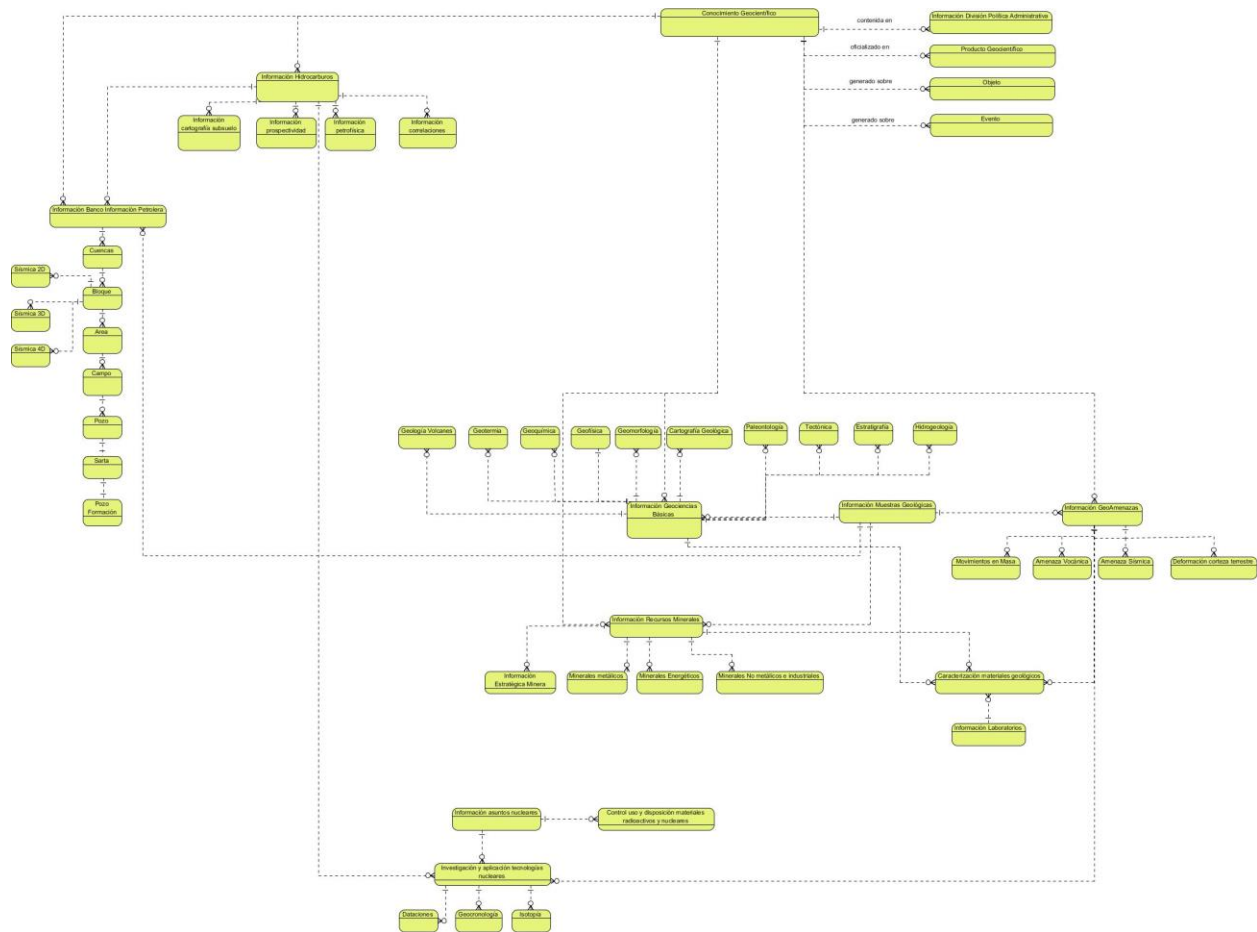 Conocimiento Geocientífico
contenida en
Información División Política Administrativa
oficializado en
Producto Geocientífico
generado sobre
Objeto
generado sobre
Evento
Información Hidrocarburos
Información
cartografía subsuelo
Información
prospectividad
Información
petrofísica
Información
correlaciones
Información Banco Información Petrolera
Cuencas
Sísmica 2D
Bloque
Sísmica 3D
Area
Sísmica 4D
Campo
Pozo
Sarta
Pozo
Formación
Geología Volcanes
Geotermia
Geoquímica
Geofísica
Geomorfología
Cartografía Geológica
Paleontología
Tectónica
Estratigrafía
Hidrogeología
Información Geociencias
Básicas
Información Muestras Geológicas
Información GeoAmenazas
Movimientos en Masa
Amenaza Vocánica
Amenaza Sísmica
Deformación corteza terrestre
Información Recursos Minerales
Información
Estratégica Minera
Minerales metálicos
Minerales Energéticos
Minerales No metálicos e industriales
Caracterización materiales geológicos
Información Laboratorios
Información asuntos nucleares
Control uso y disposición materiales
radioactivos y nucleares
Investigación y aplicación tecnologías
nucleares
Dataciones
Geocronología
Isotopía